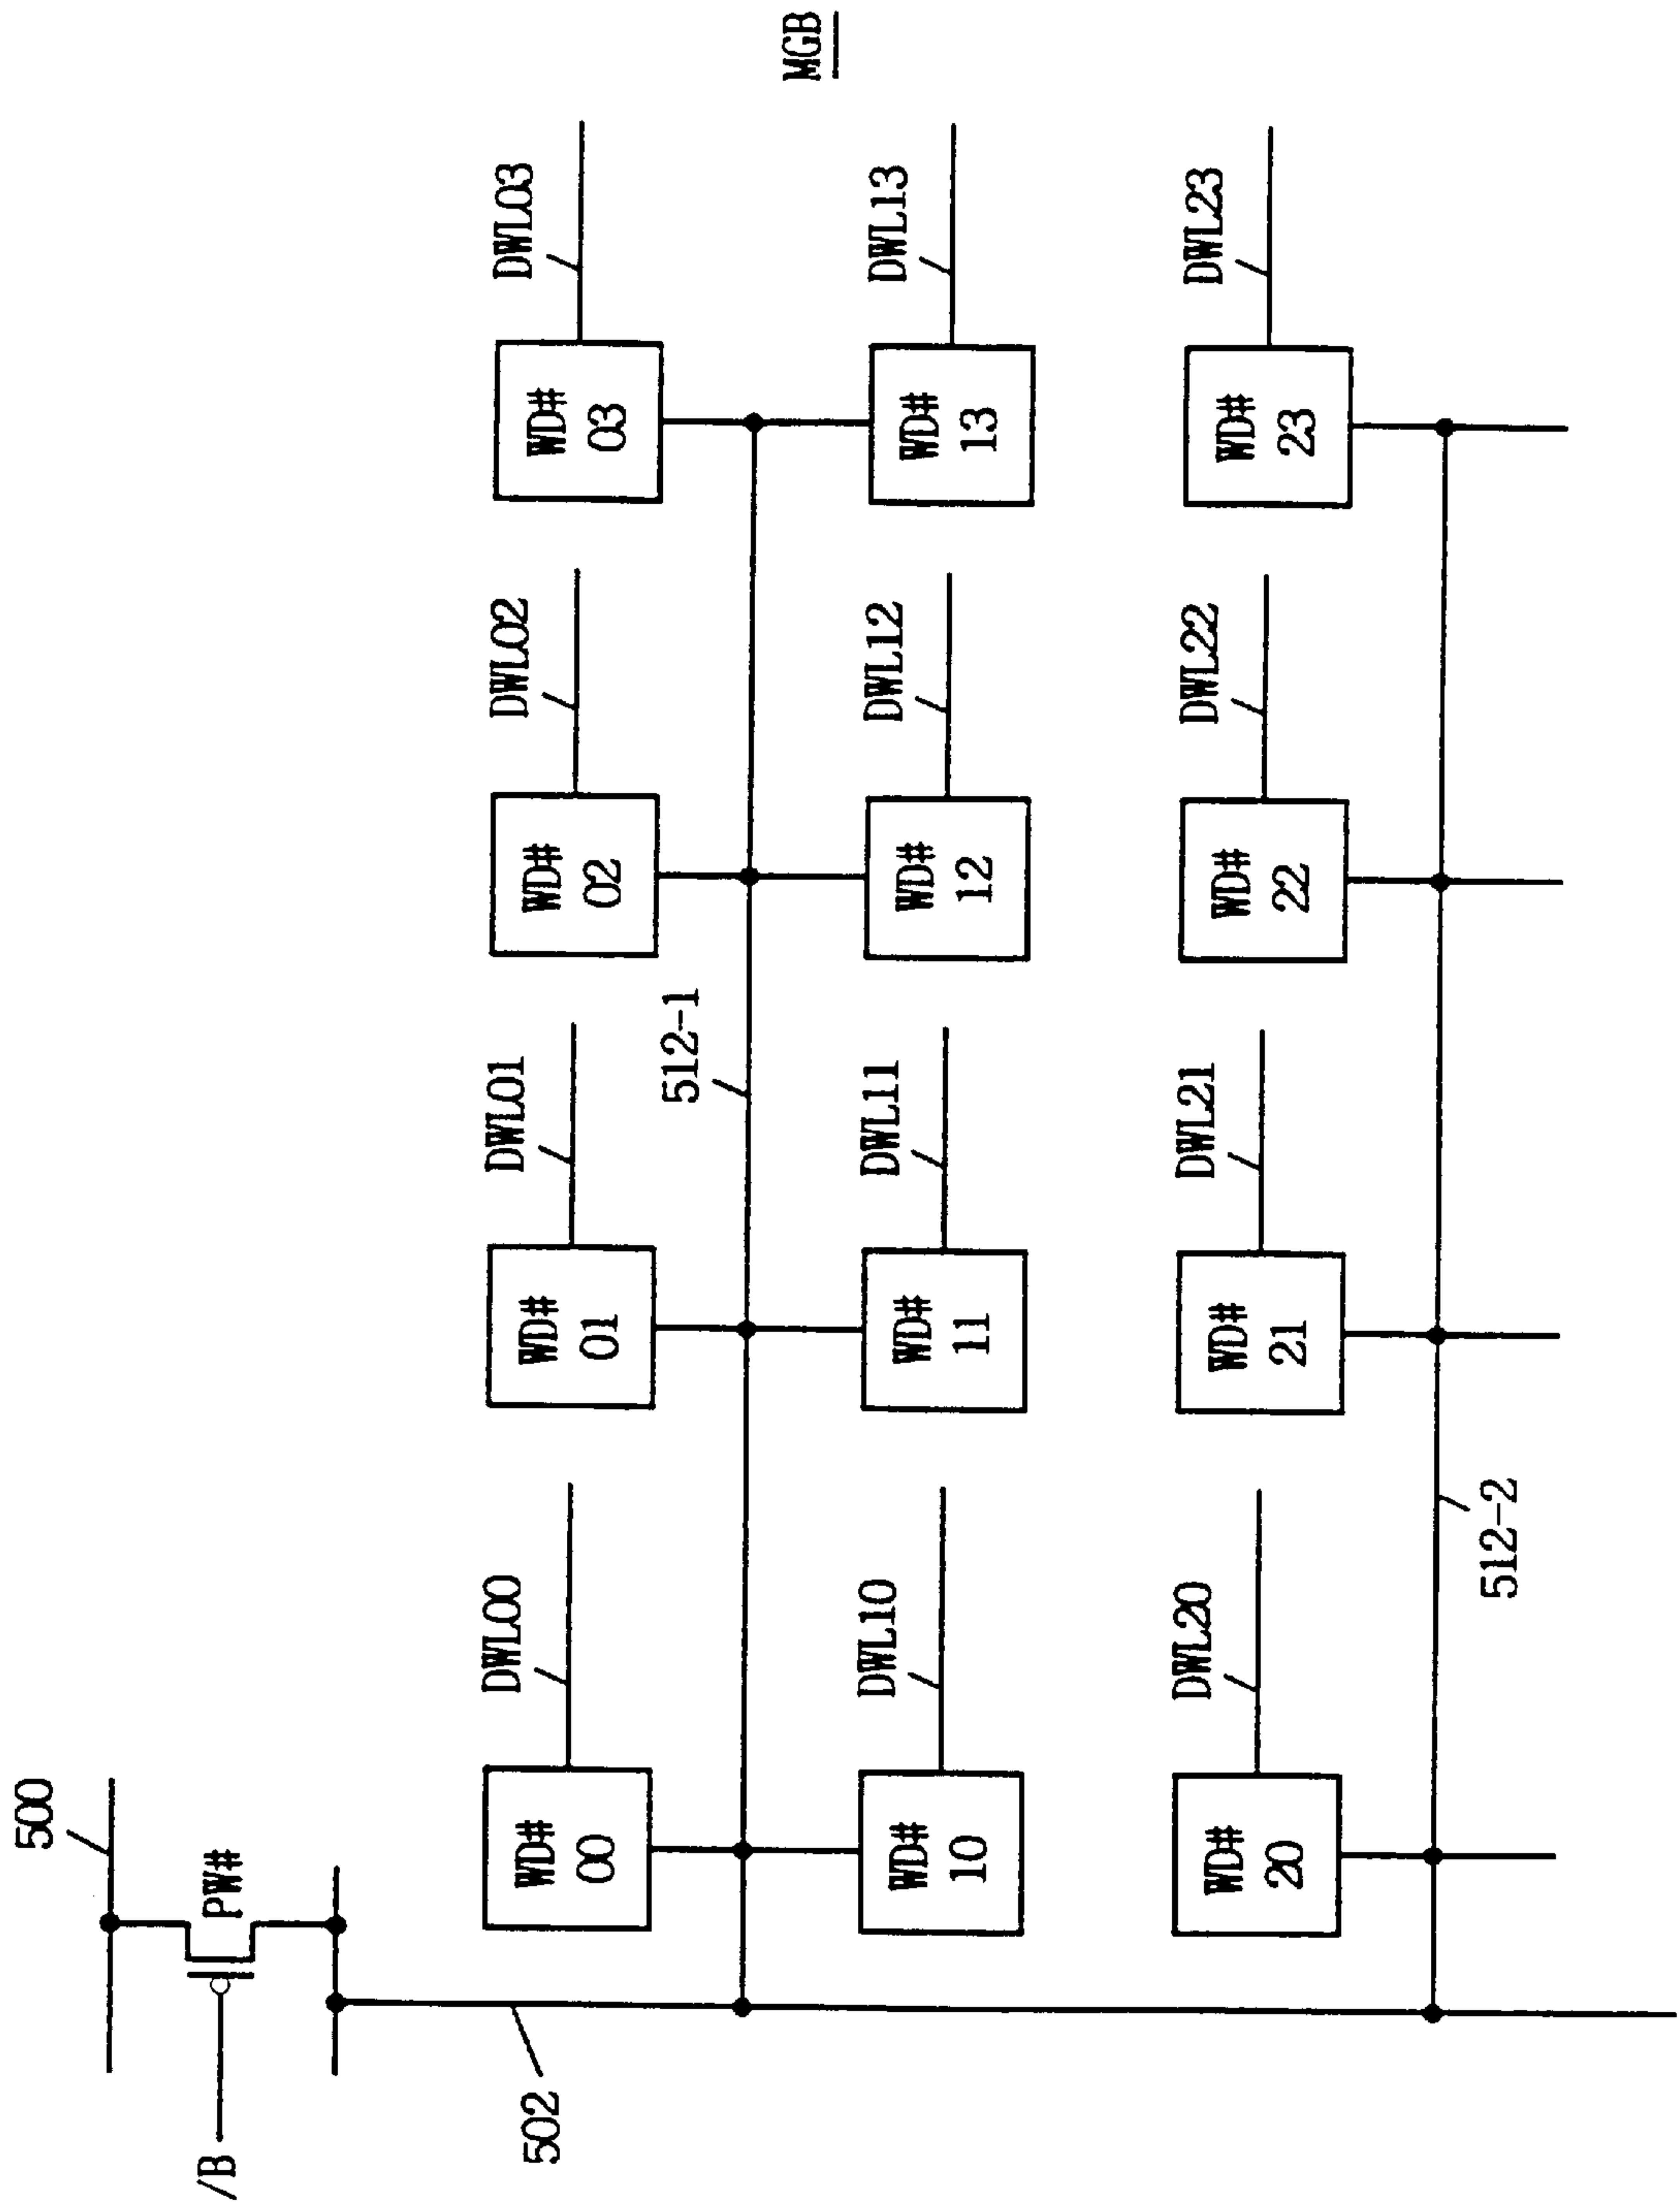 MGB
500
PW#
/B
502
DWL00
DWL01
DWL02
DWL03
WD#
00
WD#
01
WD#
02
WD#
03
512-1
DWL10
DWL11
DWL12
DWL13
WD#
10
WD#
11
WD#
12
WD#
13
DWL20
DWL21
DWL22
DWL23
WD#
20
WD#
21
WD#
22
WD#
23
512-2